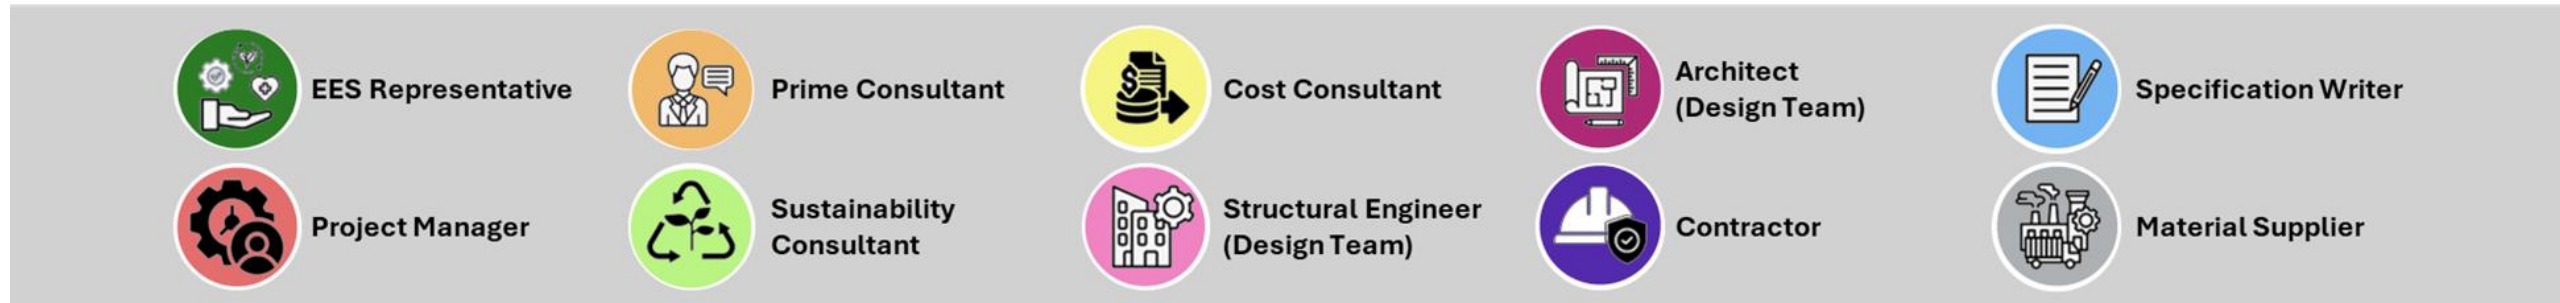 EES Representative
Prime Consultant
Cost Consultant
Architect
(Design Team)
Specification Writer
Project Manager
Sustainability
Consultant
Structural Engineer
(Design Team)
Contractor
Material Supplier